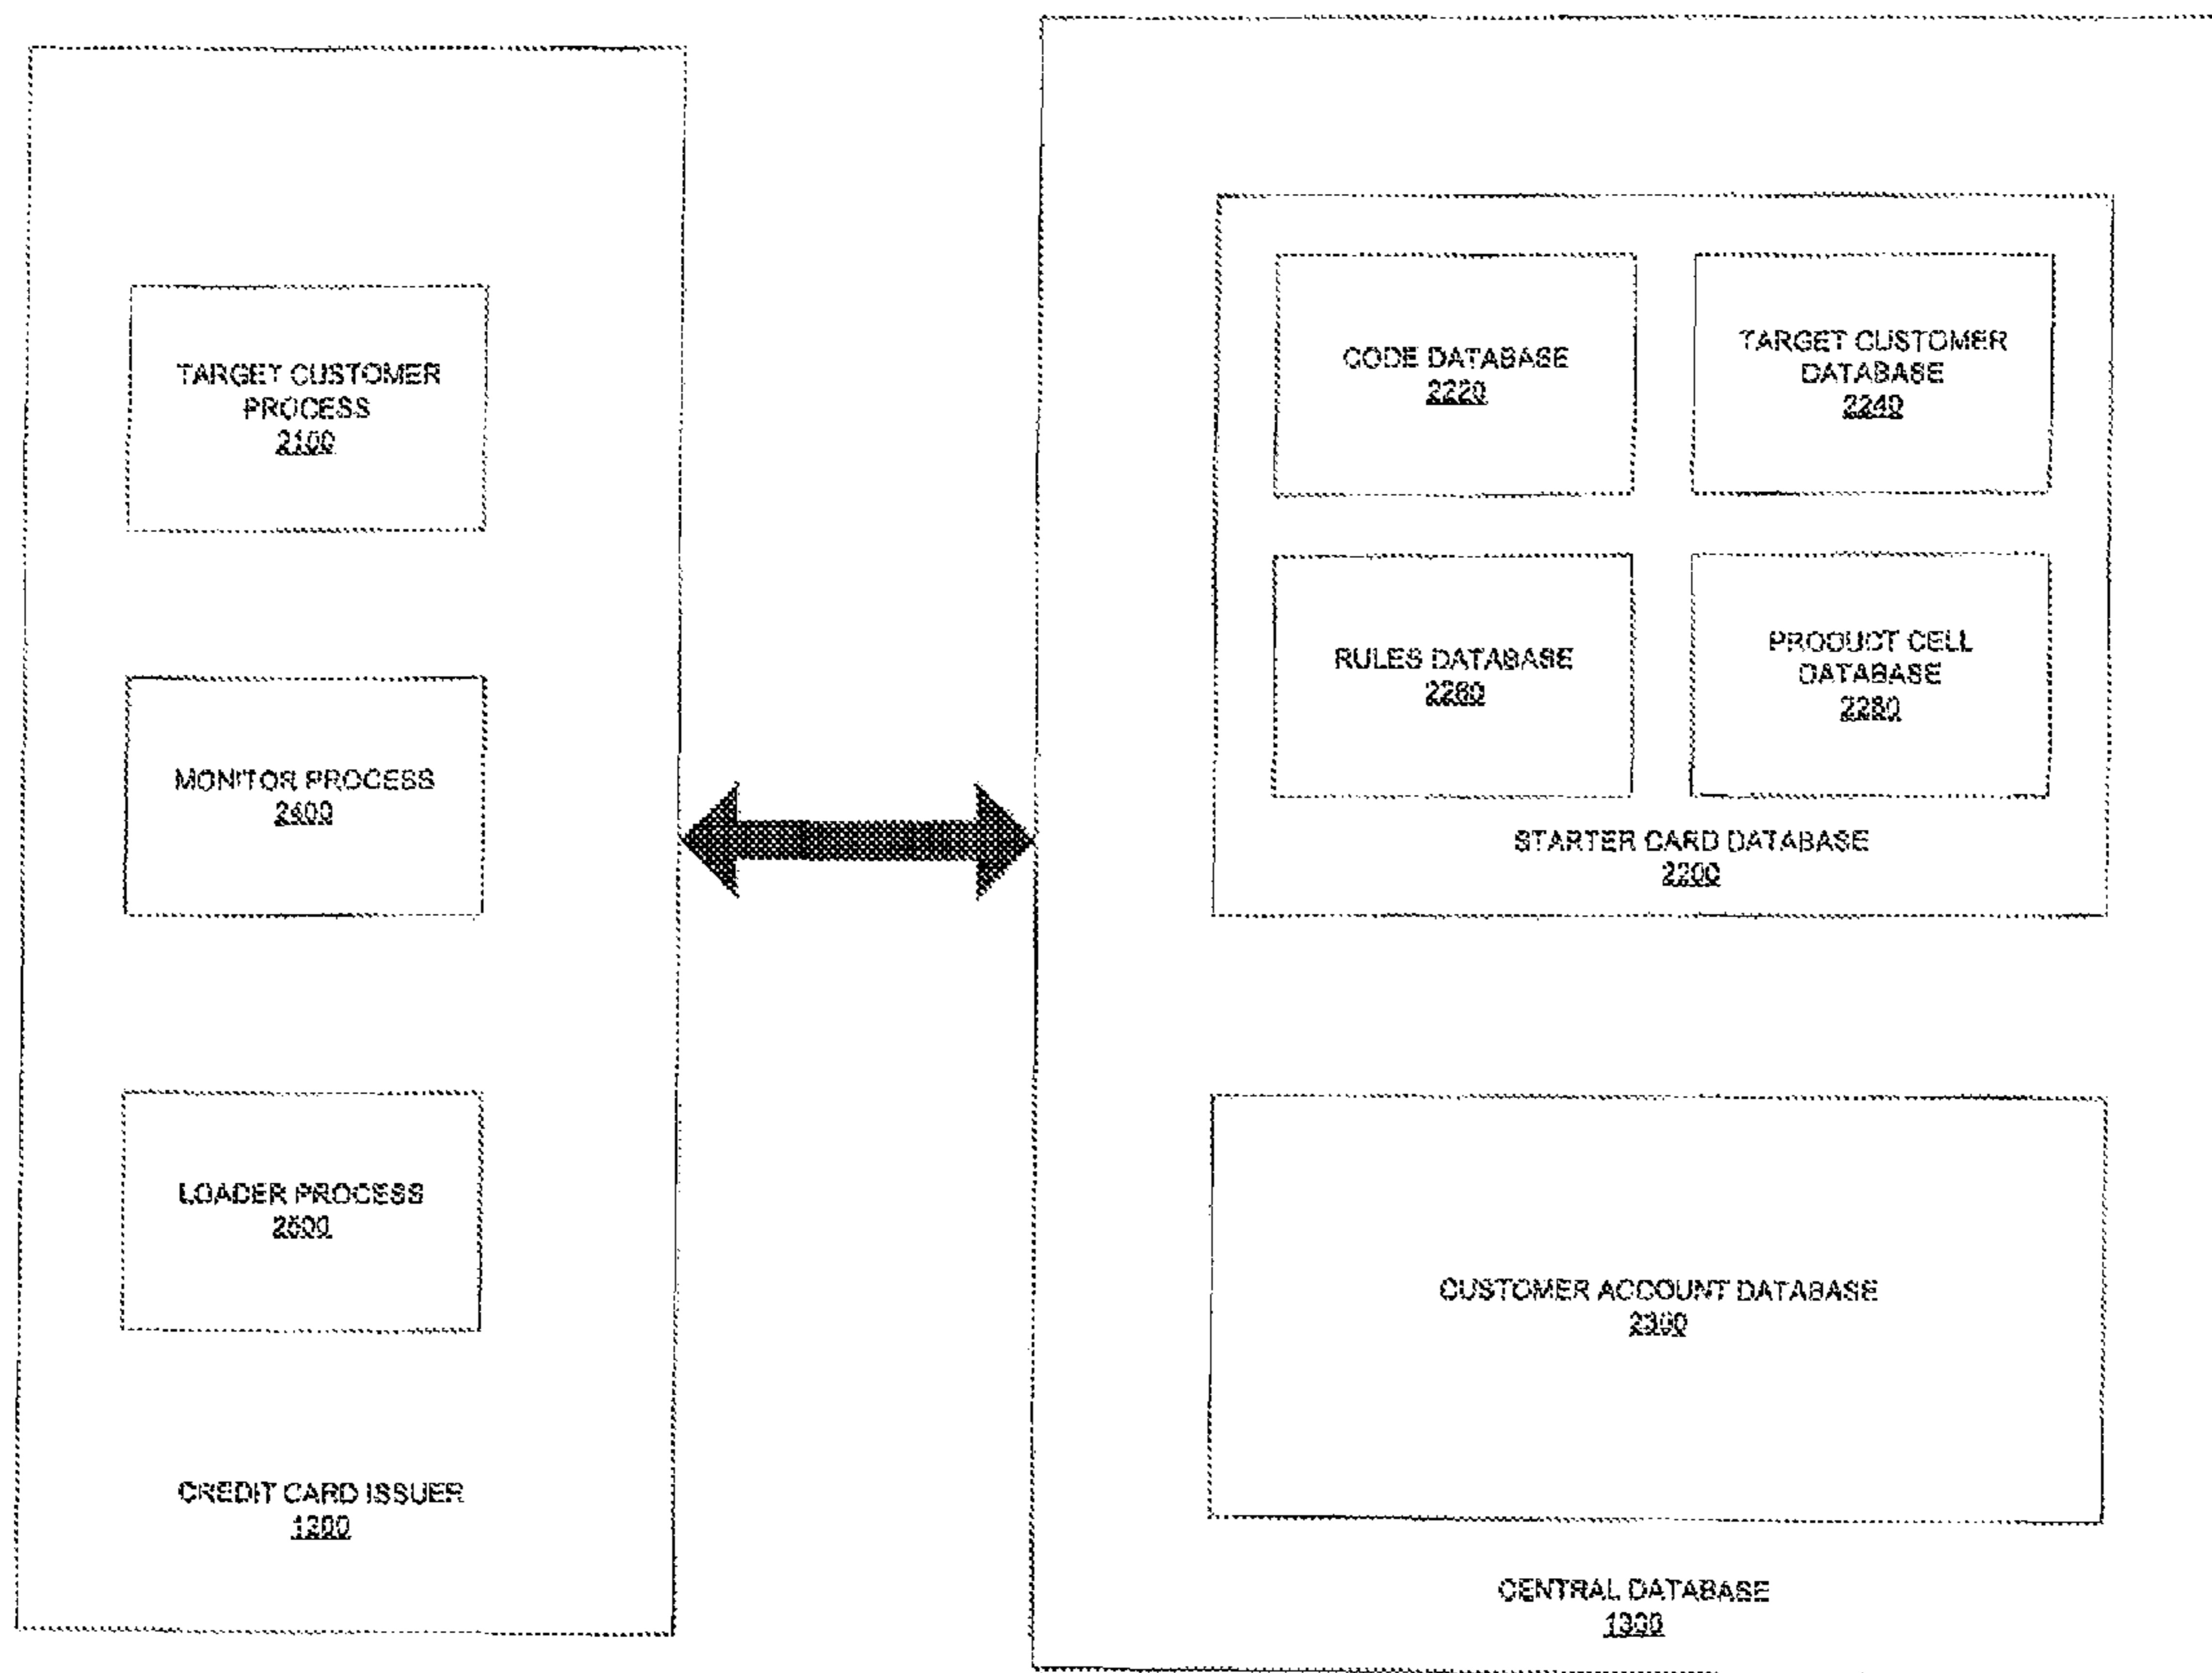 TARGET CUSTOMER
PROCESS
2100
MONITOR PROCESS
2400
LOADER PROCESS
2500
CREDIT CARD ISSUER
1200
CODE DATABASE
2220
TARGET CUSTOMER
DATABASE
2240
RULES DATABASE
2260
PRODUCT CELL
DATABASE
2280
STARTER CARD DATABASE
2200
CUSTOMER ACCOUNT DATABASE
2300
CENTRAL DATABASE
1300